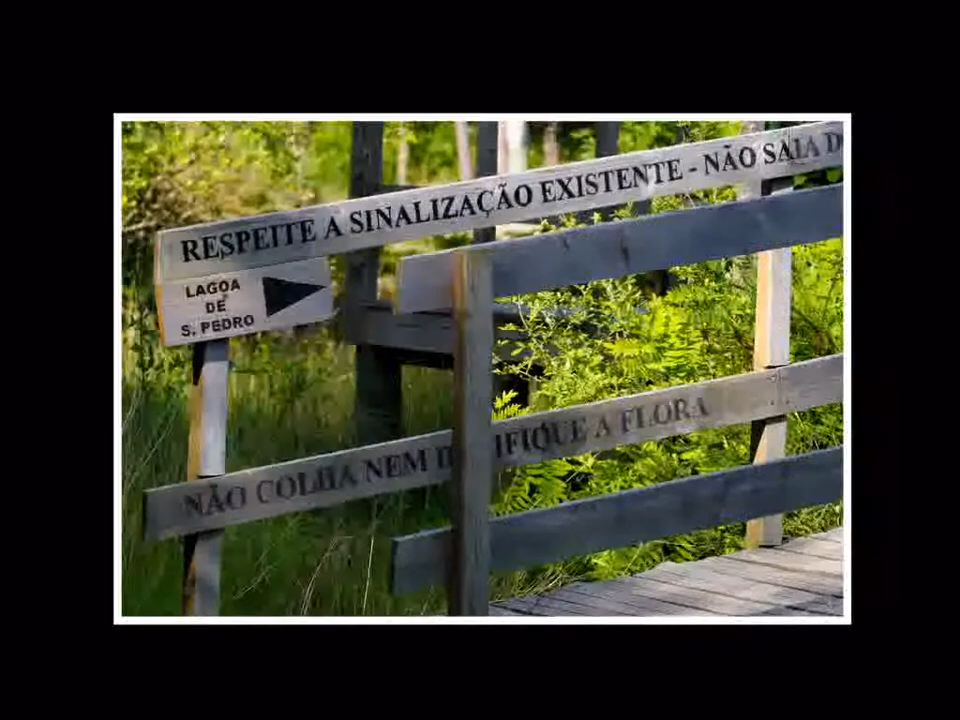 RESPEITE A SINALIZAÇÃO EXISTENTE - NÃO SAIA D
LAGOA
DE
S. PEDRO
NÃO COLHA NEM D IFIQUE A FLORA